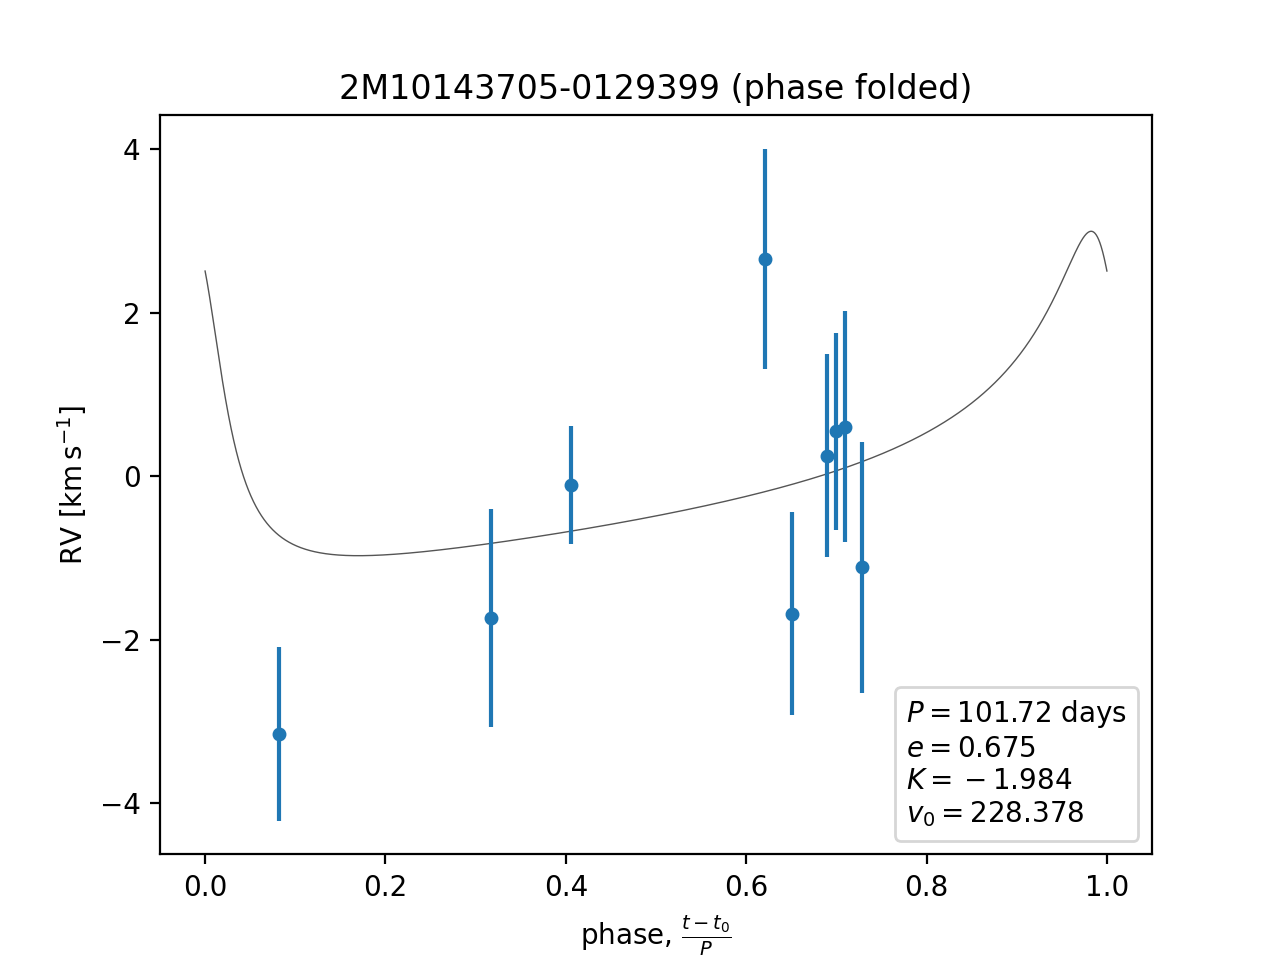 2M10143705-0129399 (phase folded)
RV [km s⁻¹]
4
2
0
−2
−4
P = 101.72 days
e = 0.675
K = −1.984
v₀ = 228.378
0.0 0.2 0.4 0.6 0.8 1.0
phase, (t − t₀)/P